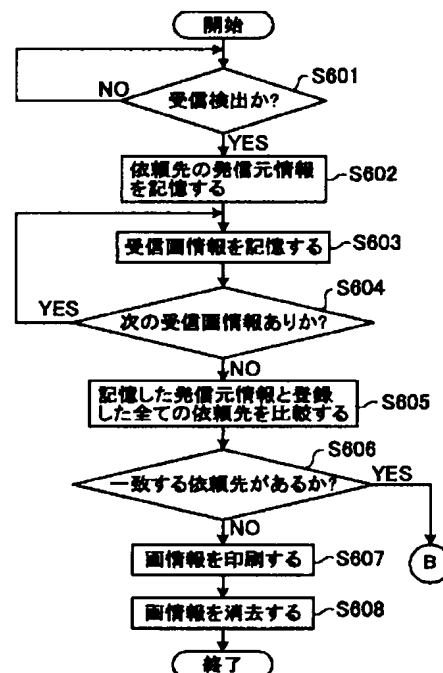 開始
S601
受信検出か?
NO
YES
依頼先の発信元情報
を記憶する
S602
受信画情報を記憶する
S603
S604
次の受信画情報ありか?
YES
NO
記憶した発信元情報と登録
した全ての依頼先を比較する
S605
S606
一致する依頼先があるか?
YES
NO
B
画情報を印刷する
S607
画情報を消去する
S608
終了